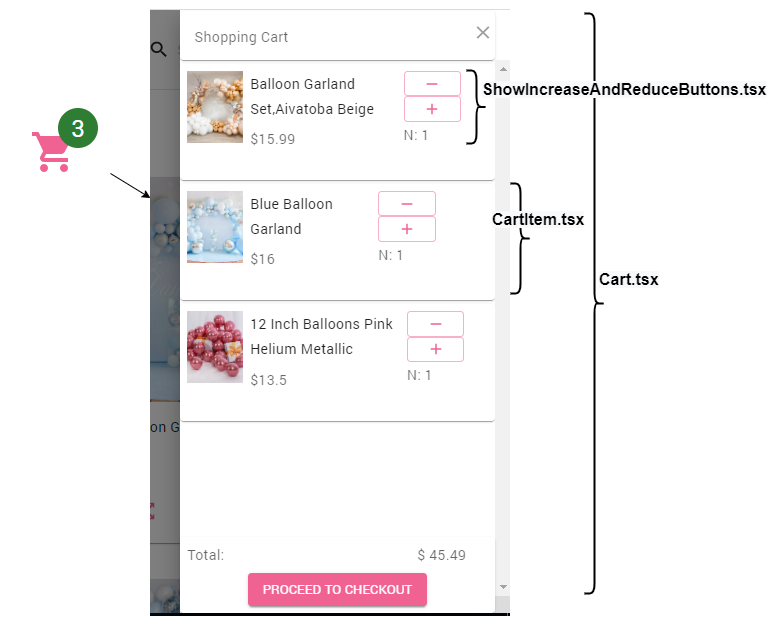 Shopping Cart
Balloon Garland
Set,Aivatoba Beige
$15.99
N: 1
ShowIncreaseAndReduceButtons.tsx
3
Blue Balloon
Garland
$16
N: 1
CartItem.tsx
Cart.tsx
12 Inch Balloons Pink
Helium Metallic
$13.5
N: 1
on G
Total:
$ 45.49
PROCEED TO CHECKOUT